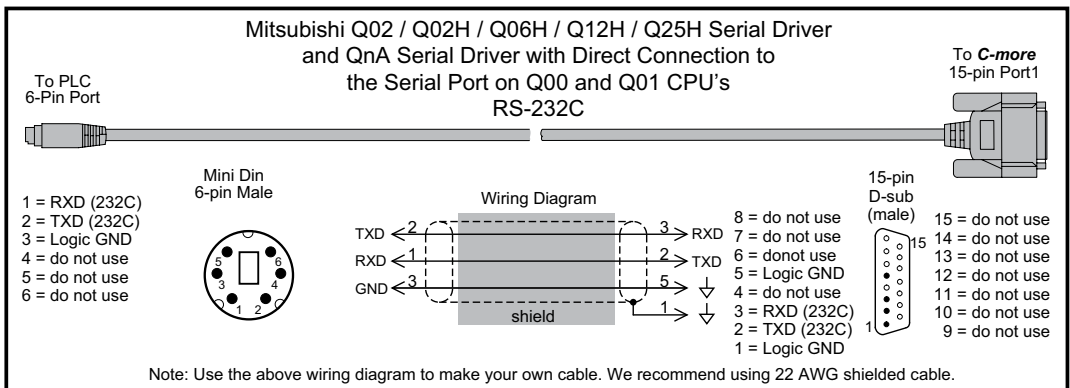 Mitsubishi Q02 / Q02H / Q06H / Q12H / Q25H Serial Driver
and QnA Serial Driver with Direct Connection to
the Serial Port on Q00 and Q01 CPU’s
RS-232C
To PLC
6-Pin Port
To C-more
15-pin Port1
1 = RXD (232C)
2 = TXD (232C)
3 = Logic GND
4 = do not use
5 = do not use
6 = do not use
Mini Din
6-pin Male
5 6
3 4
1 2
Wiring Diagram
TXD 2 3 RXD
RXD 1 2 TXD
GND 3 5
1
shield
8 = do not use
7 = do not use
6 = donot use
5 = Logic GND
4 = do not use
3 = RXD (232C)
2 = TXD (232C)
1 = Logic GND
15-pin
D-sub
(male)
15
1
15 = do not use
14 = do not use
13 = do not use
12 = do not use
11 = do not use
10 = do not use
9 = do not use
Note: Use the above wiring diagram to make your own cable. We recommend using 22 AWG shielded cable.